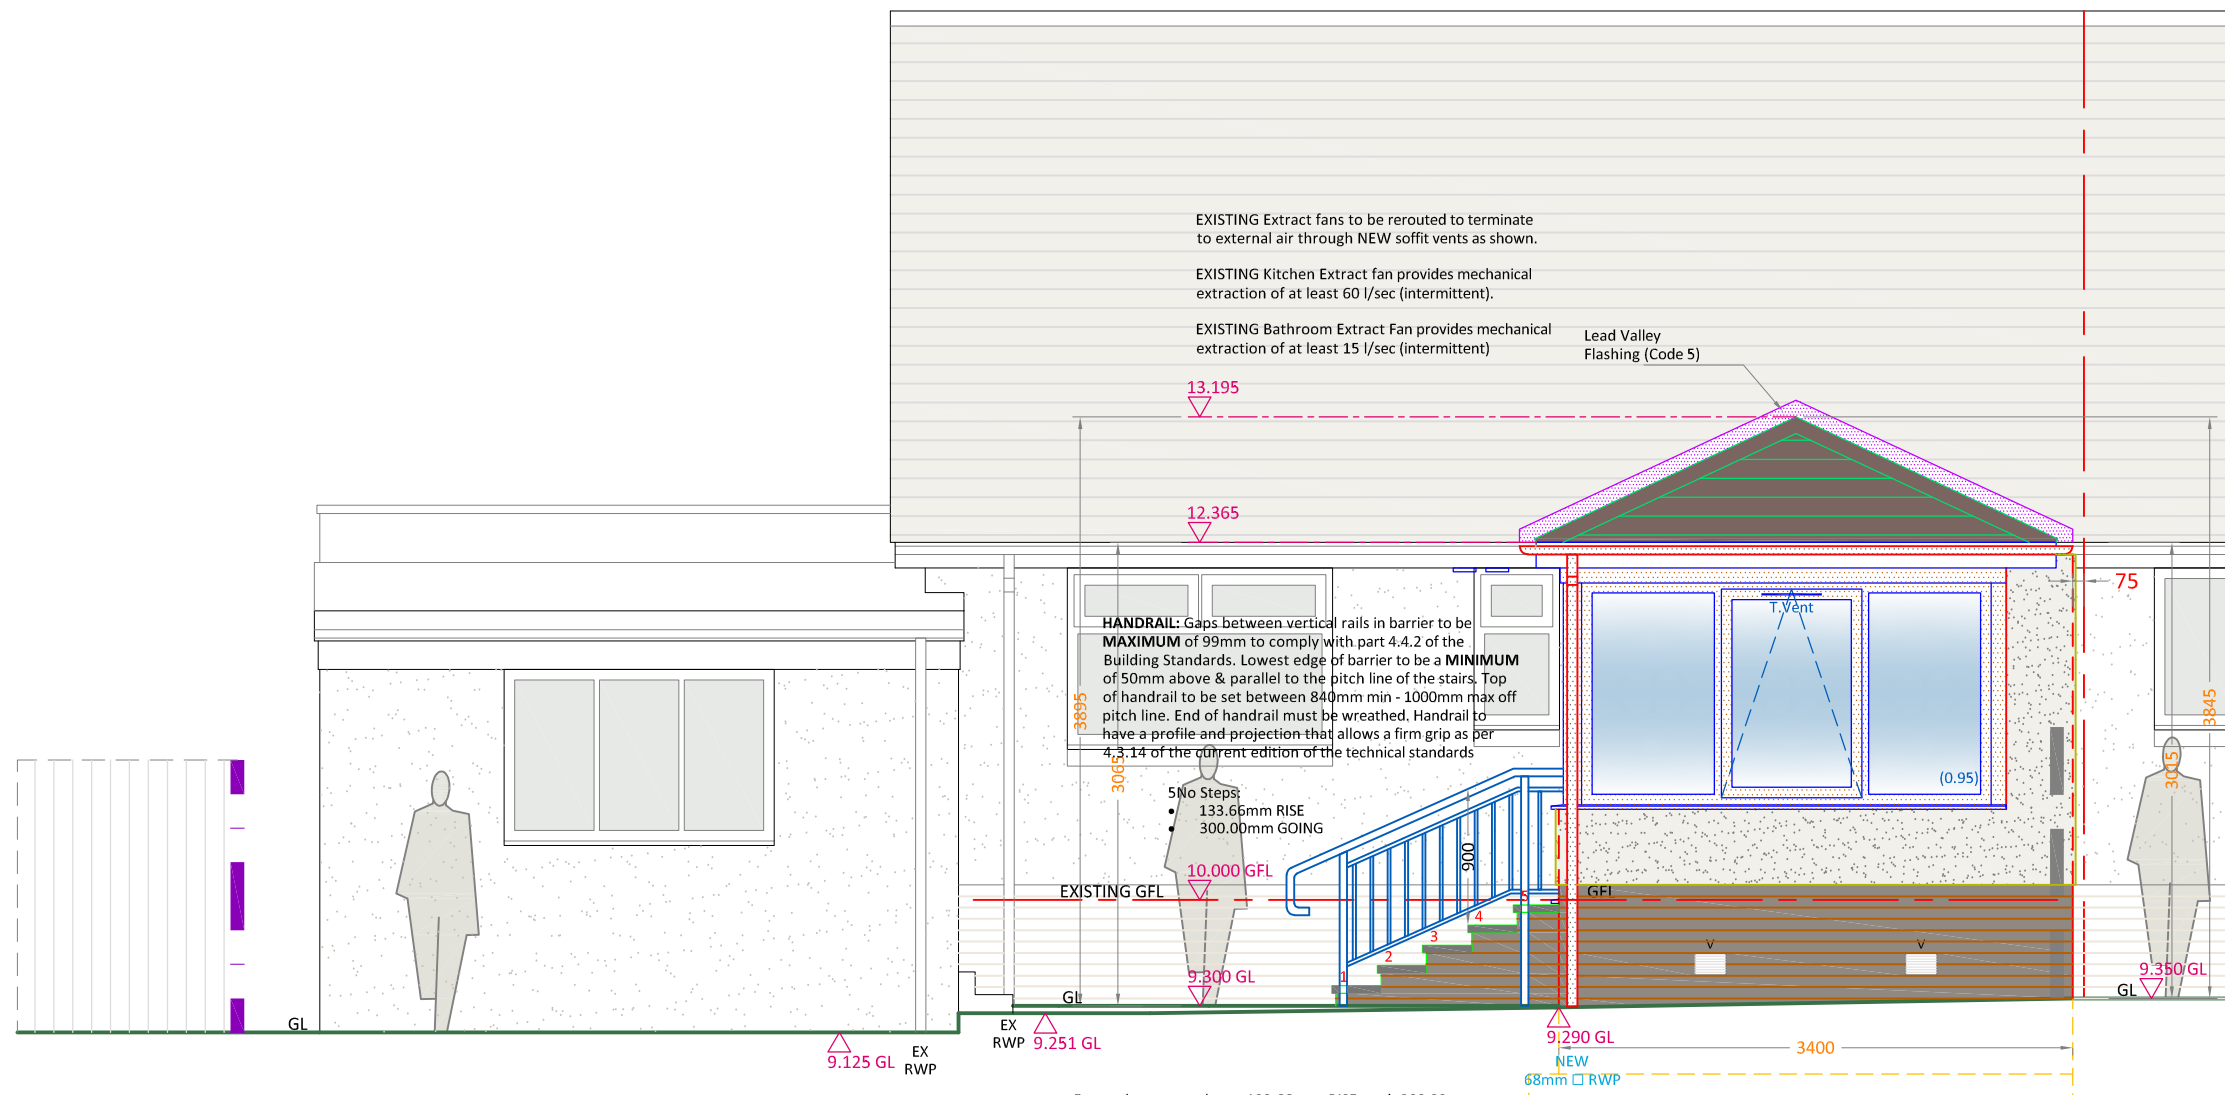 EXISTING Extract fans to be rerouted to terminate
to external air through NEW soffit vents as shown.
EXISTING Kitchen Extract fan provides mechanical
extraction of at least 60 l/sec (intermittent).
EXISTING Bathroom Extract Fan provides mechanical
extraction of at least 15 l/sec (intermittent)
Lead Valley
Flashing (Code 5)
13.195
12.365
75
T.Vent
HANDRAIL: Gaps between vertical rails in barrier to be
MAXIMUM of 99mm to comply with part 4.4.2 of the
Building Standards. Lowest edge of barrier to be a MINIMUM
of 50mm above & parallel to the pitch line of the stairs. Top
of handrail to be set between 840mm min - 1000mm max off
pitch line. End of handrail must be wreathed. Handrail to
have a profile and projection that allows a firm grip as per
4.3.14 of the current edition of the technical standards
3895
3065
3845
3015
(0.95)
5No Steps:
• 133.66mm RISE
• 300.00mm GOING
900
10.000 GFL
EXISTING GFL
GFL
5
4
3
2
1
V
V
9.300 GL
9.350 GL
GL
GL
GL
EX
RWP
9.251 GL
9.290 GL
9.125 GL
EX
RWP
3400
NEW
68mm □ RWP